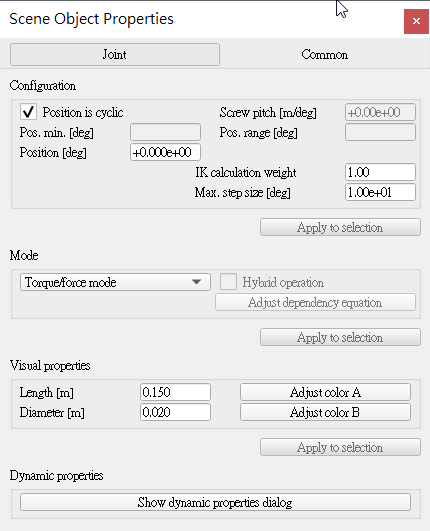 Scene Object Properties
Joint Common
Configuration
Position is cyclic Screw pitch [m/deg] +0.00e+00
Pos. min. [deg] Pos. range [deg]
Position [deg] +0.000e+00
IK calculation weight 1.00
Max. step size [deg] 1.00e+01
Apply to selection
Mode
Torque/force mode Hybrid operation
Adjust dependency equation
Apply to selection
Visual properties
Length [m] 0.150 Adjust color A
Diameter [m] 0.020 Adjust color B
Apply to selection
Dynamic properties
Show dynamic properties dialog